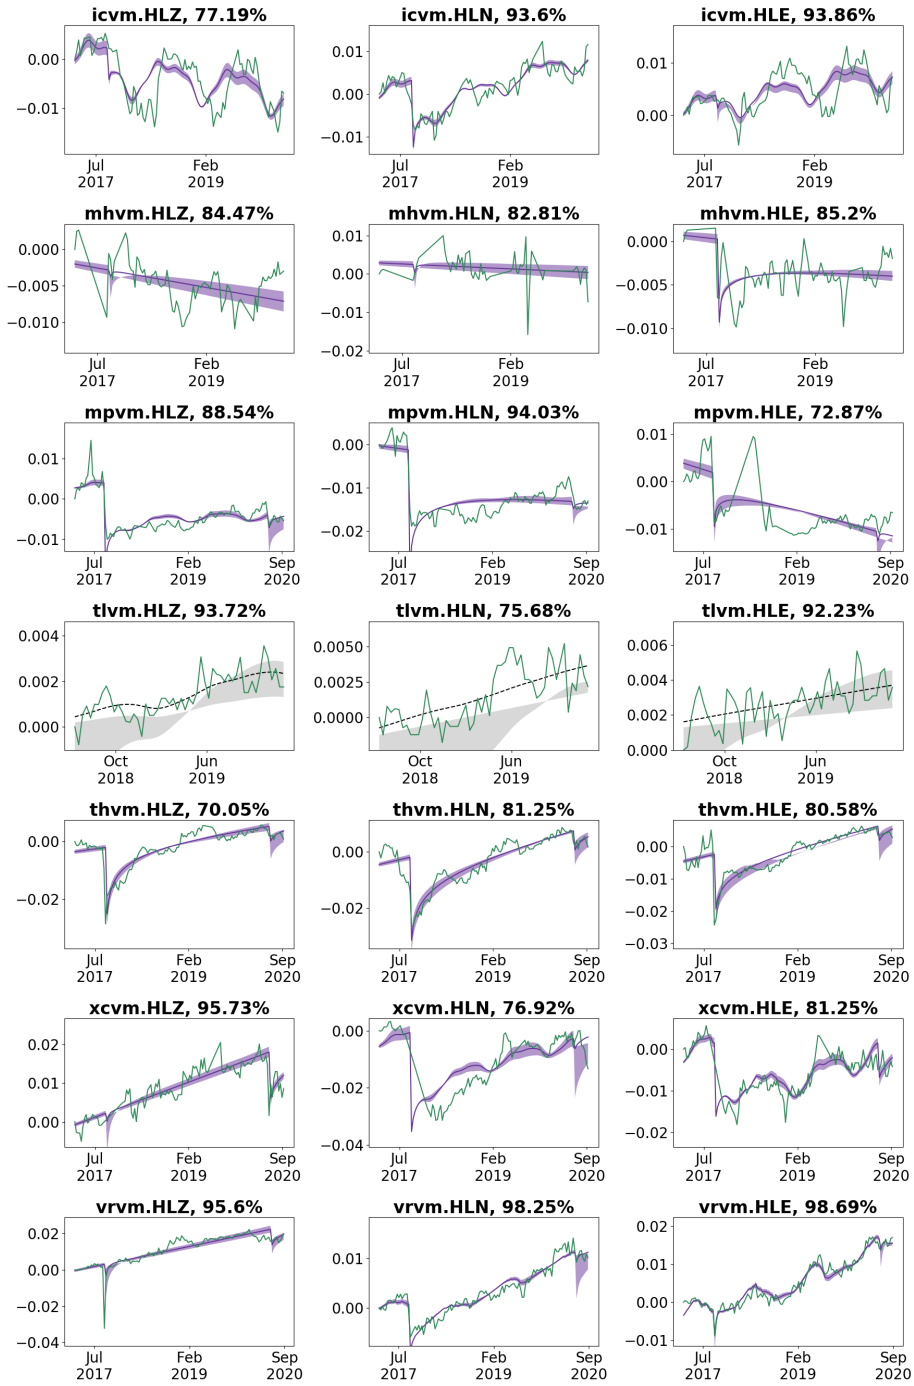 icvm.HLZ, 77.19%
icvm.HLN, 93.6%
icvm.HLE, 93.86%
0.00
−0.01
0.01
0.00
−0.01
0.01
0.00
Jul
2017
Feb
2019
Jul
2017
Feb
2019
Jul
2017
Feb
2019
mhvm.HLZ, 84.47%
mhvm.HLN, 82.81%
mhvm.HLE, 85.2%
0.000
−0.005
−0.010
0.01
0.00
−0.01
−0.02
0.000
−0.005
−0.010
Jul
2017
Feb
2019
Jul
2017
Feb
2019
Jul
2017
Feb
2019
mpvm.HLZ, 88.54%
mpvm.HLN, 94.03%
mpvm.HLE, 72.87%
0.01
0.00
−0.01
0.00
−0.01
−0.02
0.01
0.00
−0.01
Jul
2017
Feb
2019
Sep
2020
Jul
2017
Feb
2019
Sep
2020
Jul
2017
Feb
2019
Sep
2020
tlvm.HLZ, 93.72%
tlvm.HLN, 75.68%
tlvm.HLE, 92.23%
0.004
0.002
0.000
0.0050
0.0025
0.0000
0.006
0.004
0.002
0.000
Oct
2018
Jun
2019
Oct
2018
Jun
2019
Oct
2018
Jun
2019
thvm.HLZ, 70.05%
thvm.HLN, 81.25%
thvm.HLE, 80.58%
0.00
−0.02
0.00
−0.02
0.00
−0.01
−0.02
−0.03
Jul
2017
Feb
2019
Sep
2020
Jul
2017
Feb
2019
Sep
2020
Jul
2017
Feb
2019
Sep
2020
xcvm.HLZ, 95.73%
xcvm.HLN, 76.92%
xcvm.HLE, 81.25%
0.02
0.01
0.00
0.00
−0.02
−0.04
0.00
−0.01
−0.02
Jul
2017
Feb
2019
Sep
2020
Jul
2017
Feb
2019
Sep
2020
Jul
2017
Feb
2019
Sep
2020
vrvm.HLZ, 95.6%
vrvm.HLN, 98.25%
vrvm.HLE, 98.69%
0.02
0.00
−0.02
−0.04
0.01
0.00
0.02
0.01
0.00
−0.01
Jul
2017
Feb
2019
Sep
2020
Jul
2017
Feb
2019
Sep
2020
Jul
2017
Feb
2019
Sep
2020